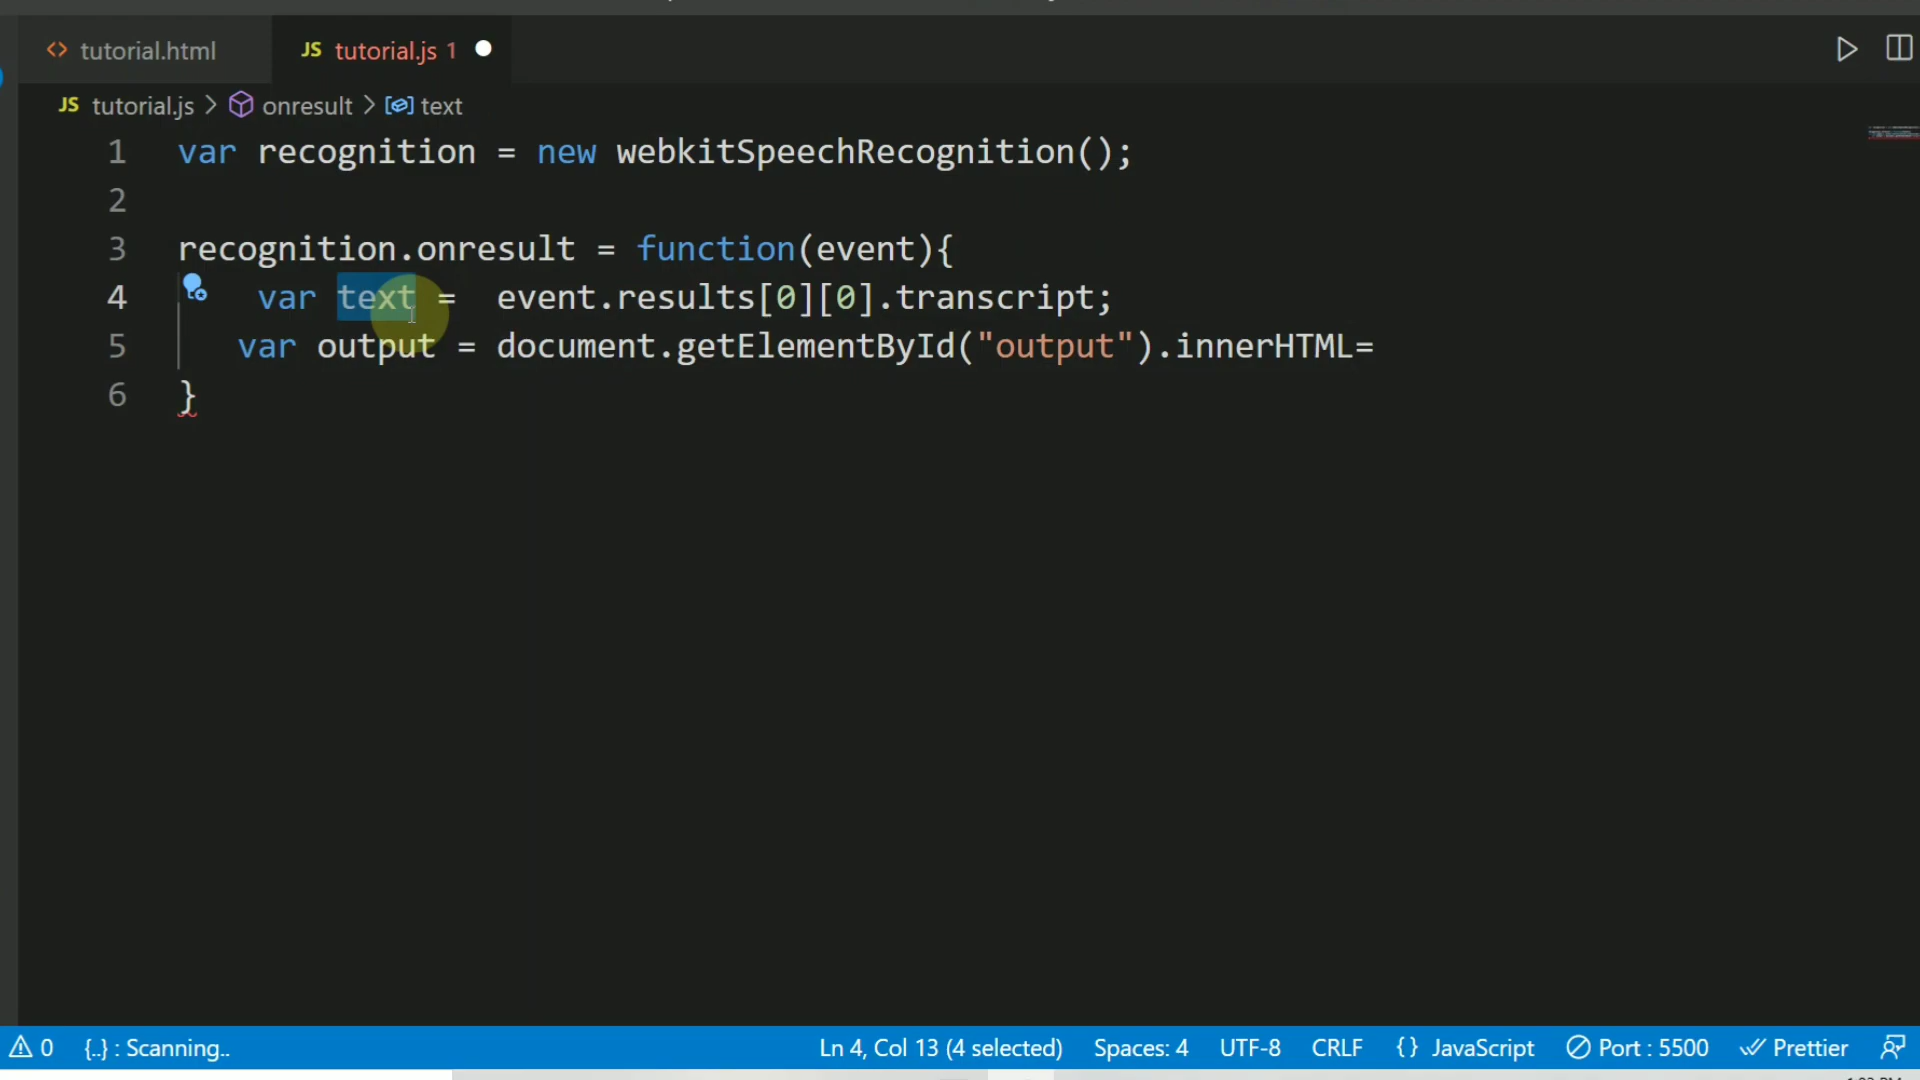 tutorial.html
JS tutorial.js 1
JS tutorial.js > onresult > text
1 var recognition = new webkitSpeechRecognition();
2
3 recognition.onresult = function(event){
4 var text = event.results[0][0].transcript;
5 var output = document.getElementById("output").innerHTML=
6 }
0 {..} : Scanning.. Ln 4, Col 13 (4 selected) Spaces: 4 UTF-8 CRLF {} JavaScript Port : 5500 Prettier